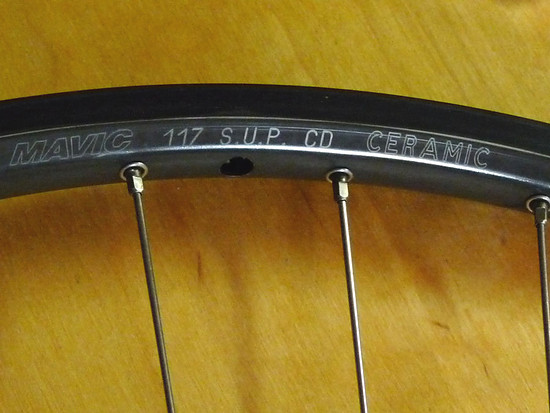 MAVIC 117 S.U.P. CD CERAMIC